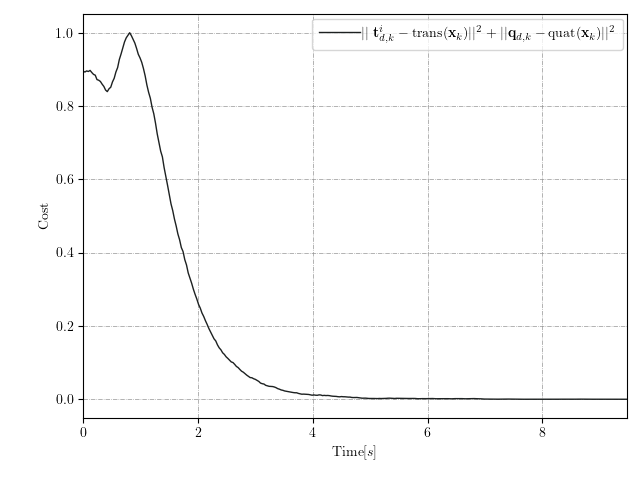 || t^i_{d,k} − trans(x_k)||² + ||q_{d,k} − quat(x_k)||²
1.0
0.8
0.6
0.4
0.2
0.0
Cost
0 2 4 6 8
Time[s]